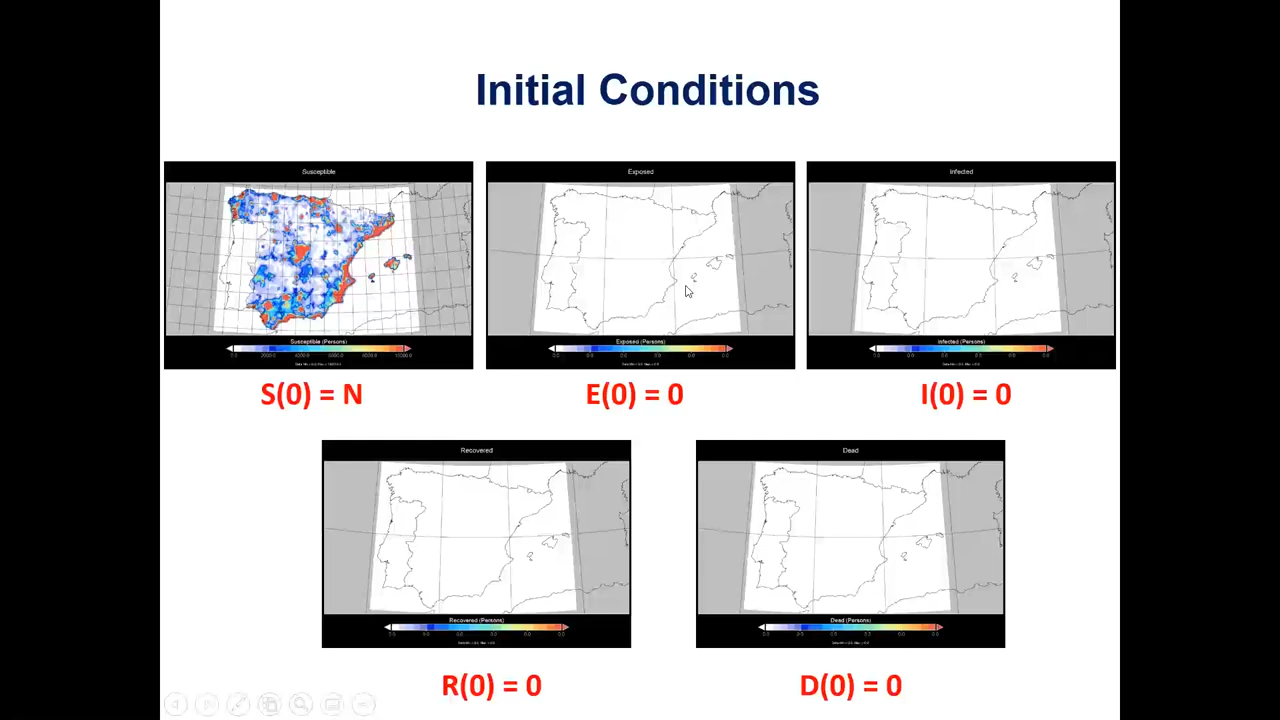 Initial Conditions
Susceptible
Exposed
Infected
Susceptible (Persons)
Exposed (Persons)
Infected (Persons)
S(0) = N
E(0) = 0
I(0) = 0
Recovered
Dead
Recovered (Persons)
Dead (Persons)
R(0) = 0
D(0) = 0